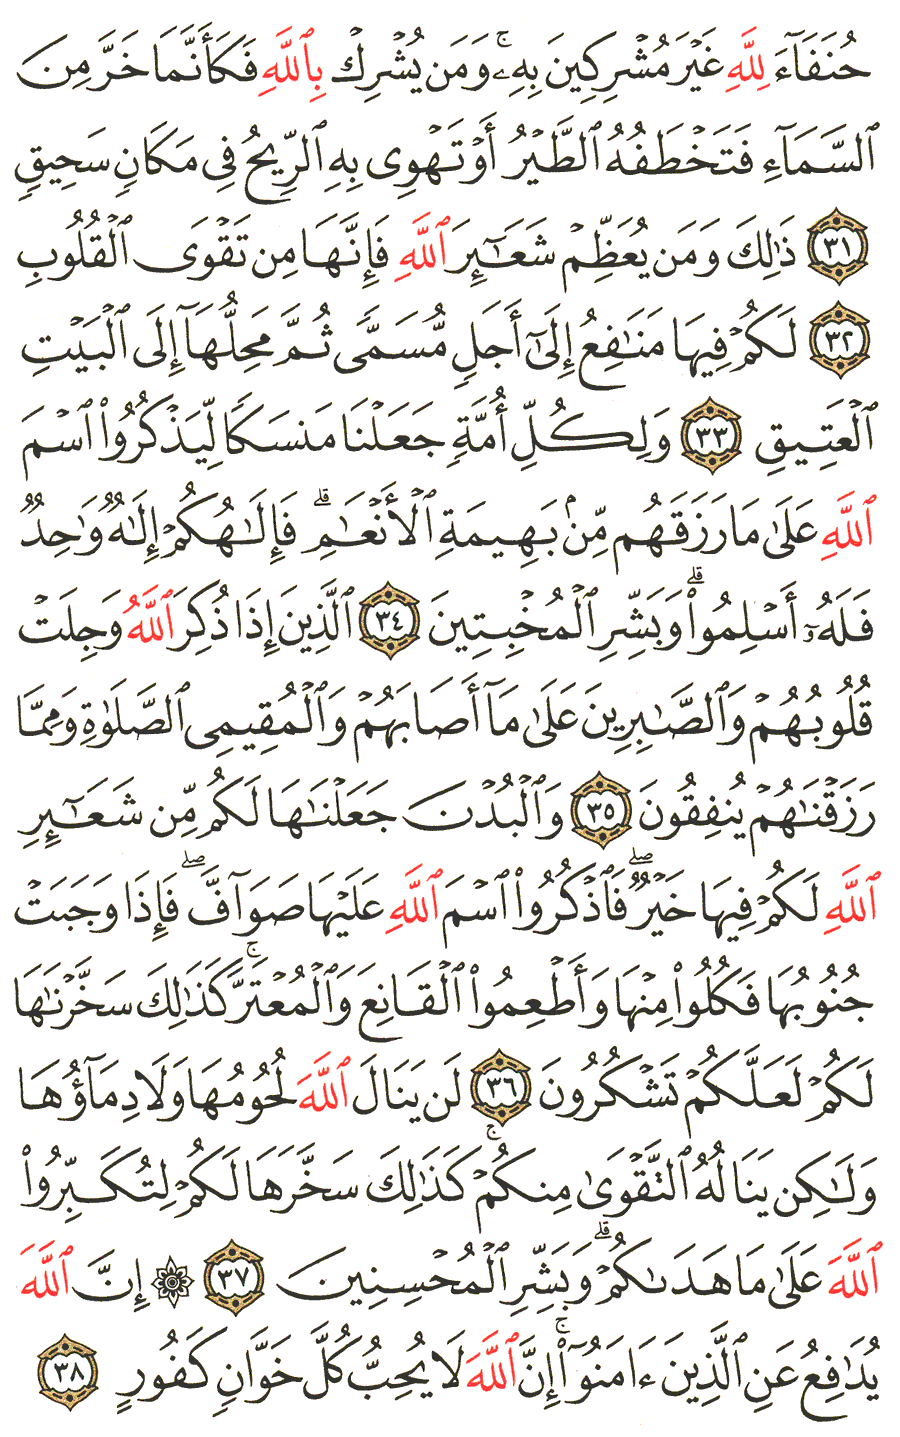 حُنَفَآءَ لِلَّهِ غَيْرَ مُشْرِكِينَ بِهِۦۚ وَمَن يُشْرِكْ بِٱللَّهِ فَكَأَنَّمَا خَرَّ مِنَ
ٱلسَّمَآءِ فَتَخْطَفُهُ ٱلطَّيْرُ أَوْ تَهْوِى بِهِ ٱلرِّيحُ فِى مَكَانٍ سَحِيقٍ
٣١ ذَٰلِكَ وَمَن يُعَظِّمْ شَعَـٰٓئِرَ ٱللَّهِ فَإِنَّهَا مِن تَقْوَى ٱلْقُلُوبِ
٣٢ لَكُمْ فِيهَا مَنَـٰفِعُ إِلَىٰٓ أَجَلٍ مُّسَمًّى ثُمَّ مَحِلُّهَآ إِلَى ٱلْبَيْتِ
ٱلْعَتِيقِ ٣٣ وَلِكُلِّ أُمَّةٍ جَعَلْنَا مَنسَكًا لِّيَذْكُرُوا۟ ٱسْمَ
ٱللَّهِ عَلَىٰ مَا رَزَقَهُم مِّنۢ بَهِيمَةِ ٱلْأَنْعَـٰمِۗ فَإِلَـٰهُكُمْ إِلَـٰهٌ وَٰحِدٌ
فَلَهُۥٓ أَسْلِمُوا۟ۗ وَبَشِّرِ ٱلْمُخْبِتِينَ ٣٤ ٱلَّذِينَ إِذَا ذُكِرَ ٱللَّهُ وَجِلَتْ
قُلُوبُهُمْ وَٱلصَّـٰبِرِينَ عَلَىٰ مَآ أَصَابَهُمْ وَٱلْمُقِيمِى ٱلصَّلَوٰةِ وَمِمَّا
رَزَقْنَـٰهُمْ يُنفِقُونَ ٣٥ وَٱلْبُدْنَ جَعَلْنَـٰهَا لَكُم مِّن شَعَـٰٓئِرِ
ٱللَّهِ لَكُمْ فِيهَا خَيْرٌۖ فَٱذْكُرُوا۟ ٱسْمَ ٱللَّهِ عَلَيْهَا صَوَآفَّۖ فَإِذَا وَجَبَتْ
جُنُوبُهَا فَكُلُوا۟ مِنْهَا وَأَطْعِمُوا۟ ٱلْقَانِعَ وَٱلْمُعْتَرَّۚ كَذَٰلِكَ سَخَّرْنَـٰهَا
لَكُمْ لَعَلَّكُمْ تَشْكُرُونَ ٣٦ لَن يَنَالَ ٱللَّهَ لُحُومُهَا وَلَا دِمَآؤُهَا
وَلَـٰكِن يَنَالُهُ ٱلتَّقْوَىٰ مِنكُمْۚ كَذَٰلِكَ سَخَّرَهَا لَكُمْ لِتُكَبِّرُوا۟
ٱللَّهَ عَلَىٰ مَا هَدَىٰكُمْۗ وَبَشِّرِ ٱلْمُحْسِنِينَ ٣٧ ۞ إِنَّ ٱللَّهَ
يُدَٰفِعُ عَنِ ٱلَّذِينَ ءَامَنُوٓا۟ۚ إِنَّ ٱللَّهَ لَا يُحِبُّ كُلَّ خَوَّانٍ كَفُورٍ ٣٨